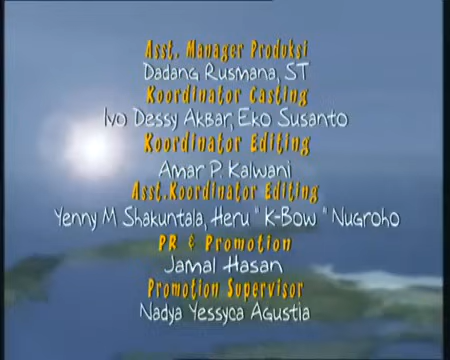 Asst. Manager Produksi
Dadang Rusmana, ST
Koordinator Casting
Ivo Dessy Akbar, Eko Susanto
Koordinator Editing
Amar P. Kalwani
Asst.Koordinator Editing
Yenny M Shakuntala, Heru " K-Bow " Nugroho
PR & Promotion
Jamal Hasan
Promotion Supervisor
Nadya Yessyca Agustia